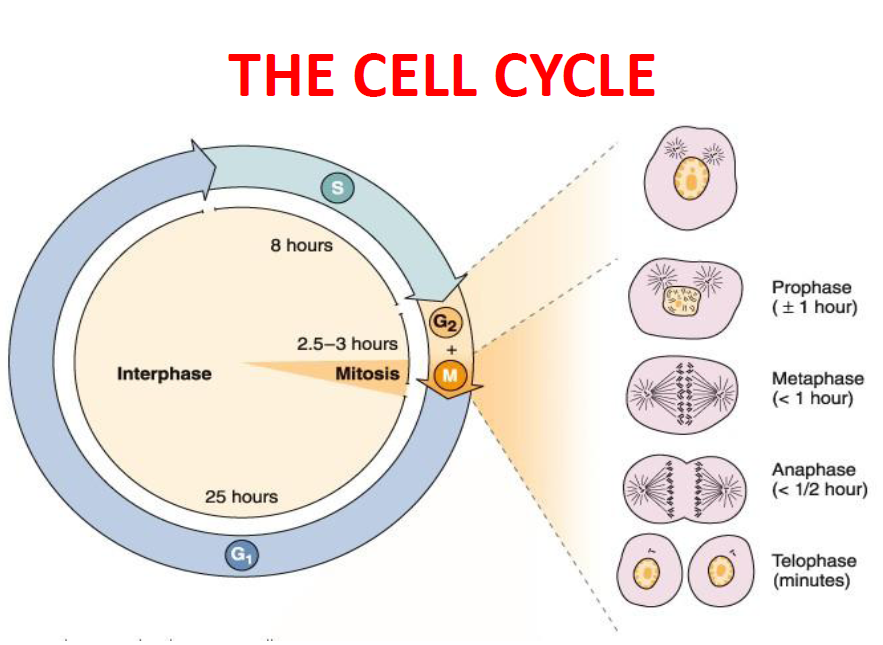 THE CELL CYCLE
S
8 hours
G2
+
M
2.5–3 hours
Interphase
Mitosis
25 hours
G1
Prophase
(± 1 hour)
Metaphase
(< 1 hour)
Anaphase
(< 1/2 hour)
Telophase
(minutes)